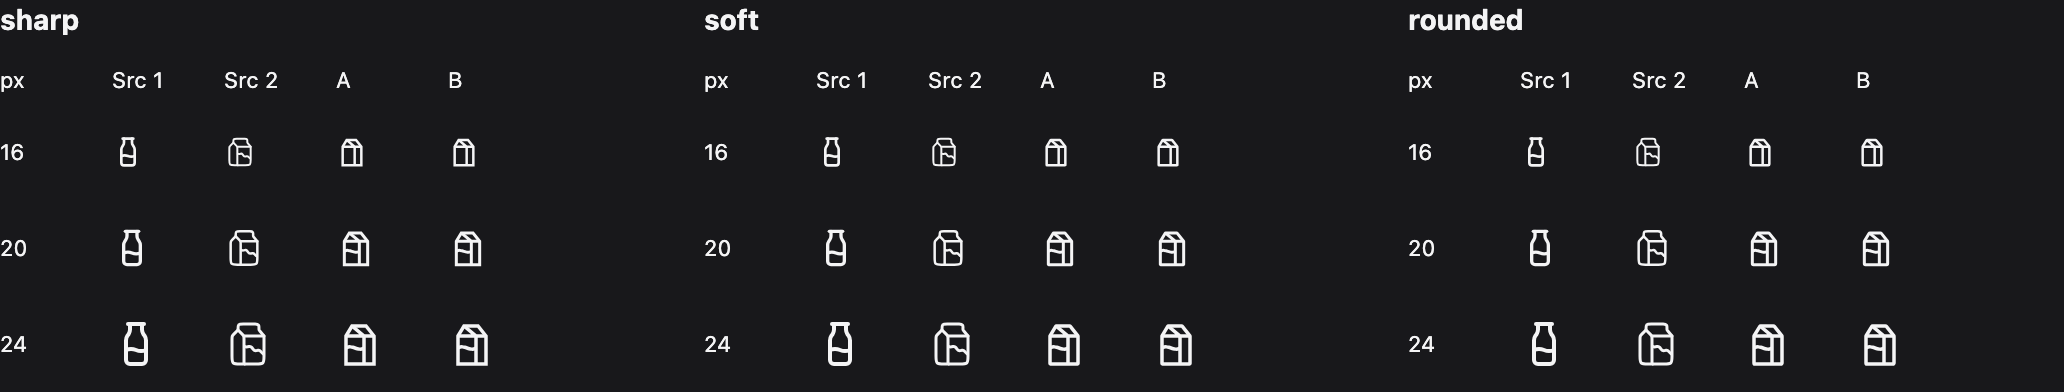 sharp soft rounded
px Src 1 Src 2 A B px Src 1 Src 2 A B px Src 1 Src 2 A B
16 16 16
20 20 20
24 24 24